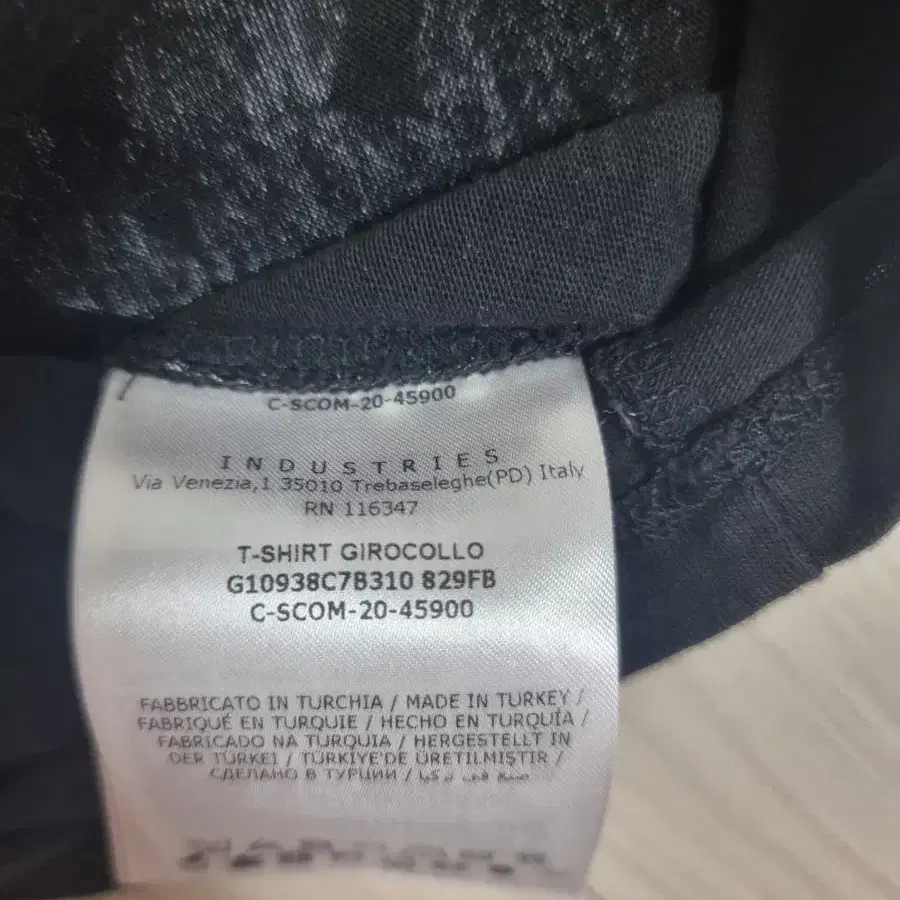 C-SCOM-20-45900
INDUSTRIES
Via Venezia,1 35010 Trebaseleghe(PD) Italy
RN 116347
T-SHIRT GIROCOLLO
G10938C7B310 829FB
C-SCOM-20-45900
FABBRICATO IN TURCHIA / MADE IN TURKEY /
FABRIQUÉ EN TURQUIE / HECHO EN TURQUÍA /
FABRICADO NA TURQUIA / HERGESTELLT IN
DER TÜRKEI / TÜRKIYE'DE ÜRETILMIŞTIR /
СДЕЛАНО В ТУРЦИИ /